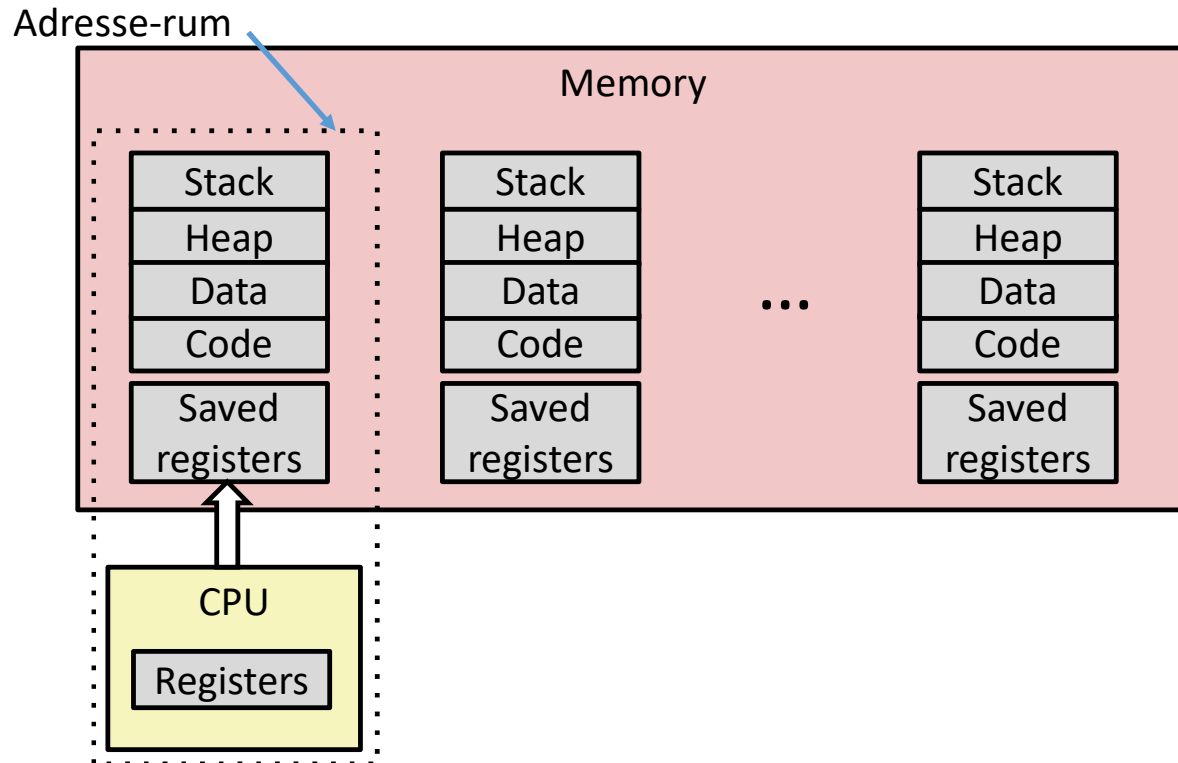 Adresse-rum
Memory
Stack
Heap
Data
Code
Saved
registers
Stack
Heap
Data
Code
Saved
registers
...
Stack
Heap
Data
Code
Saved
registers
CPU
Registers